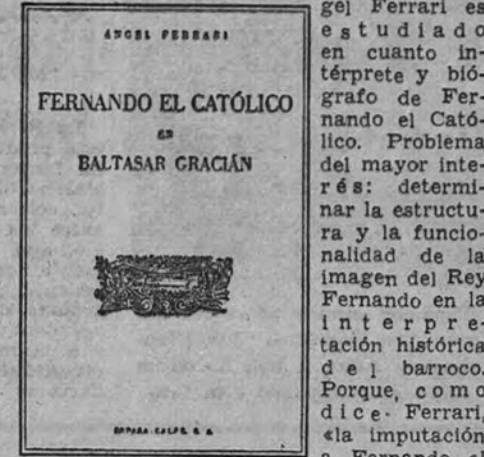 ANGEL FERRARI
FERNANDO EL CATÓLICO
EN
BALTASAR GRACIÁN
ESPASA-CALPE, S. A.
gel Ferrari es
estudiado
en cuanto in-
térprete y bió-
grafo de Fer-
nando el Cató-
lico. Problema
del mayor inte-
rés: determi-
nar la estructu-
ra y la funcio-
nalidad de la
imagen del Rey
Fernando en la
interpre-
tación histórica
del barroco.
Porque, como
dice Ferrari,
«la imputación
a Fernando el